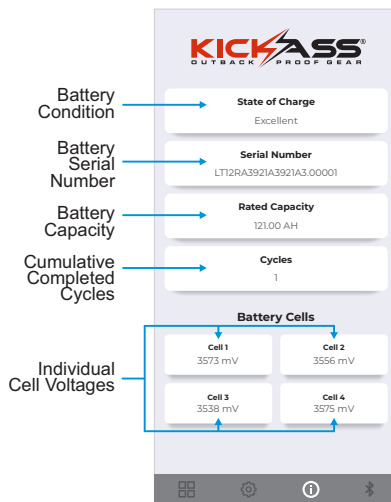 KICKASS®
OUTBACK PROOF GEAR
Battery
Condition
State of Charge
Excellent
Battery
Serial
Number
Serial Number
LT12RA3921A3921A3.00001
Battery
Capacity
Rated Capacity
121.00 AH
Cumulative
Completed
Cycles
Cycles
1
Battery Cells
Individual
Cell Voltages
Cell 1
3573 mV
Cell 2
3556 mV
Cell 3
3538 mV
Cell 4
3575 mV